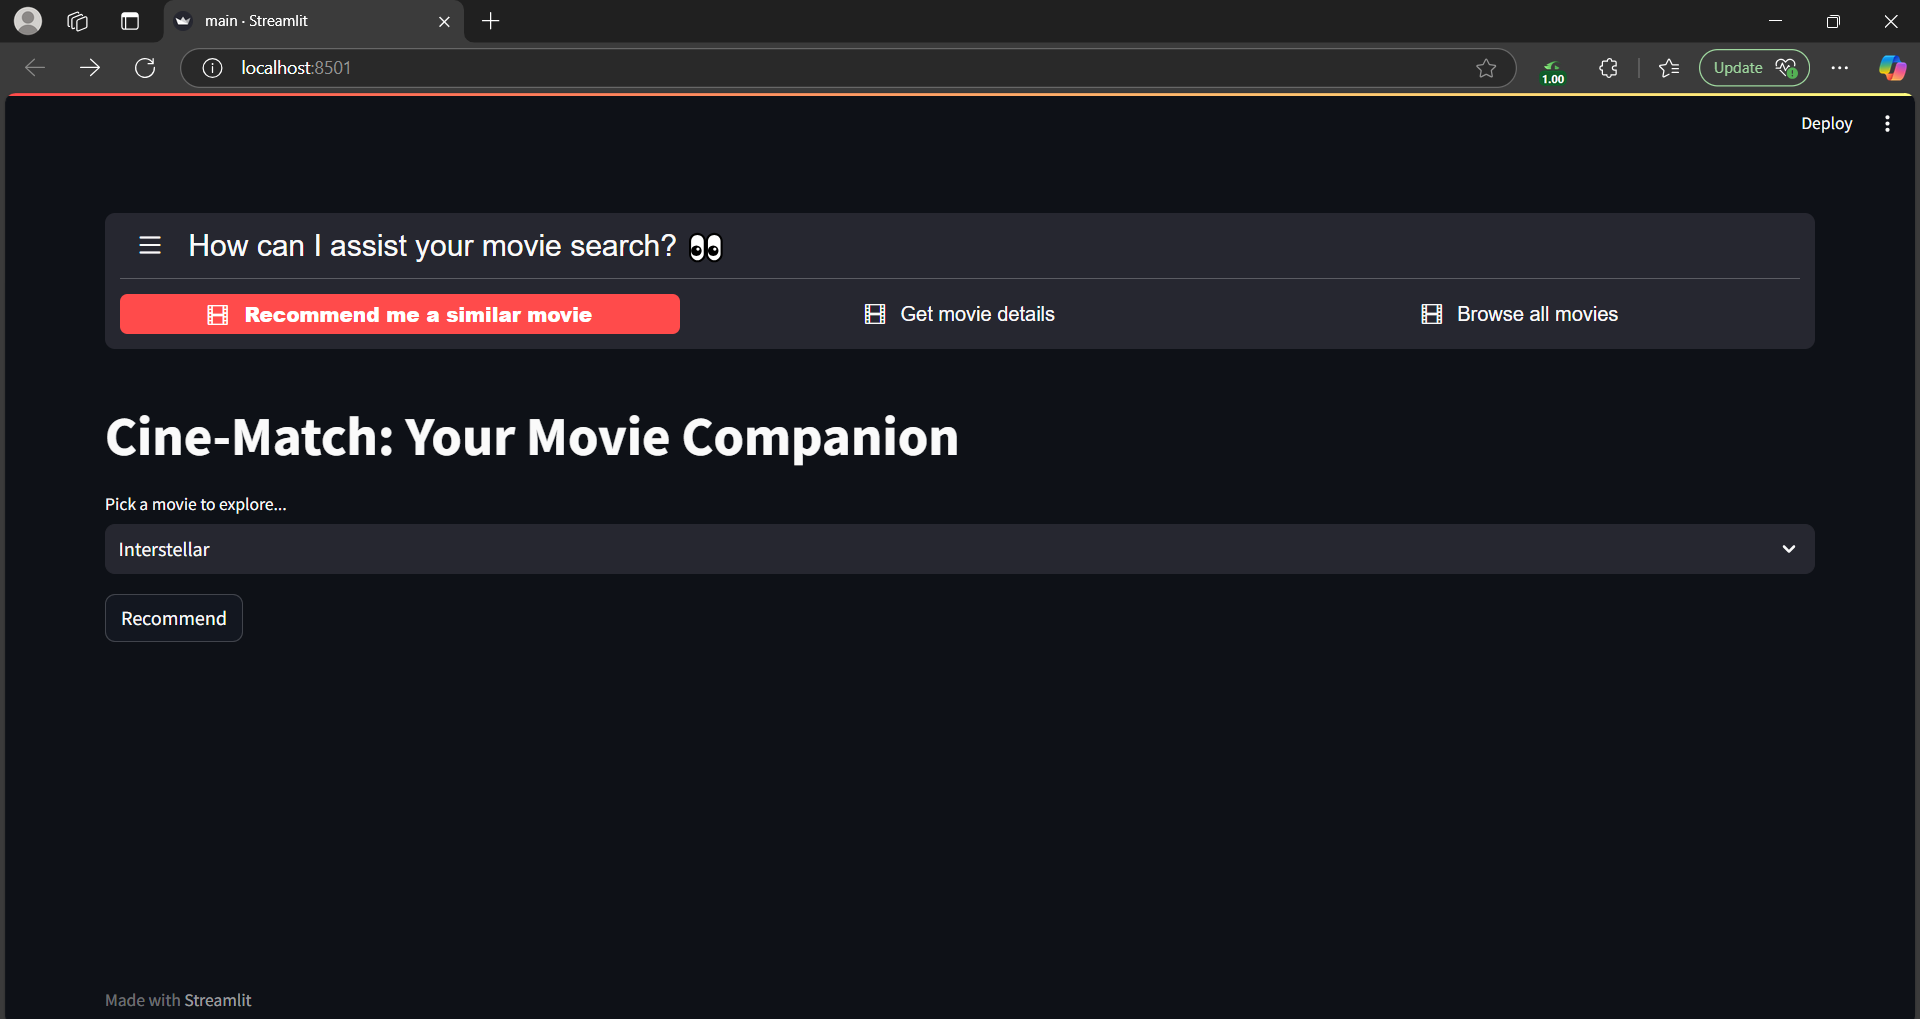 main · Streamlit
localhost:8501
1.00
Update
Deploy
How can I assist your movie search? 👀
Recommend me a similar movie
Get movie details
Browse all movies
Cine-Match: Your Movie Companion
Pick a movie to explore...
Interstellar
Recommend
Made with Streamlit